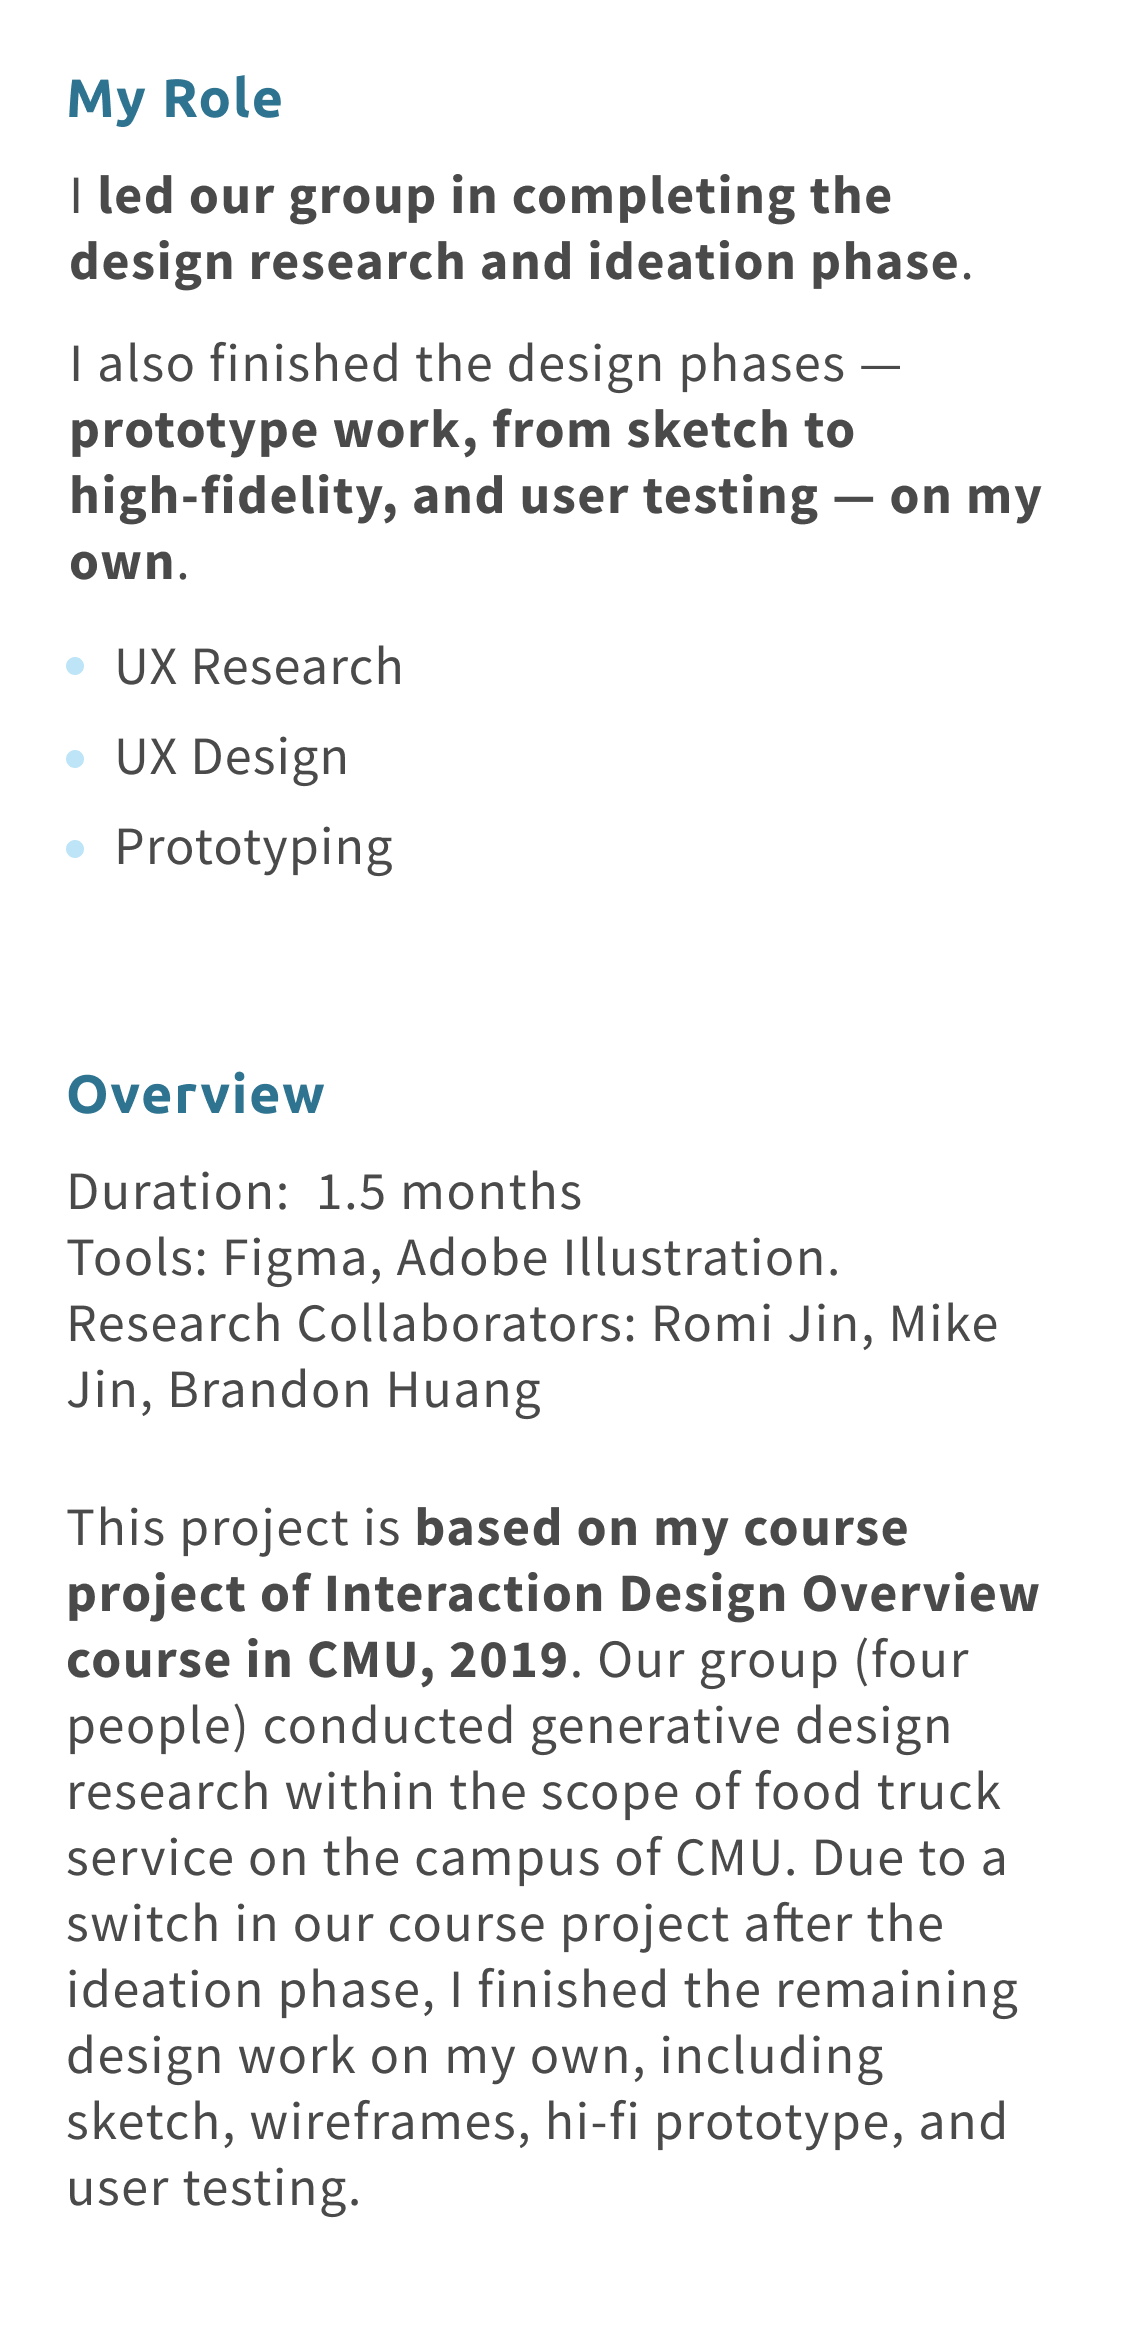 My Role
I led our group in completing the
design research and ideation phase.
I also finished the design phases —
prototype work, from sketch to
high-fidelity, and user testing — on my
own.
UX Research
UX Design
Prototyping
Overview
Duration:  1.5 months
Tools: Figma, Adobe Illustration.
Research Collaborators: Romi Jin, Mike
Jin, Brandon Huang
This project is based on my course
project of Interaction Design Overview
course in CMU, 2019. Our group (four
people) conducted generative design
research within the scope of food truck
service on the campus of CMU. Due to a
switch in our course project after the
ideation phase, I finished the remaining
design work on my own, including
sketch, wireframes, hi-fi prototype, and
user testing.